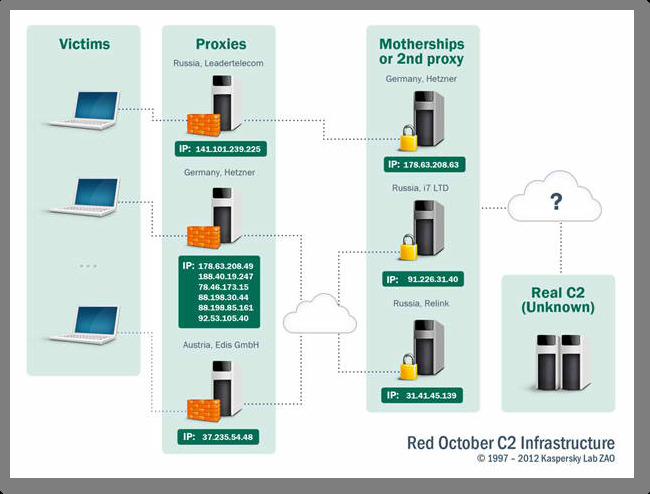 Victims
Proxies
Russia, Leadertelecom
IP: 141.101.239.225
Germany, Hetzner
IP: 178.63.208.49
188.40.19.247
78.46.173.15
88.198.30.44
88.198.85.161
92.53.105.40
Austria, Edis GmbH
IP: 37.235.54.48
Motherships
or 2nd proxy
Germany, Hetzner
IP: 178.63.208.63
Russia, i7 LTD
IP: 91.226.31.40
Russia, Relink
IP: 31.41.45.139
?
Real C2
(Unknown)
...
Red October C2 Infrastructure
© 1997 – 2012 Kaspersky Lab ZAO